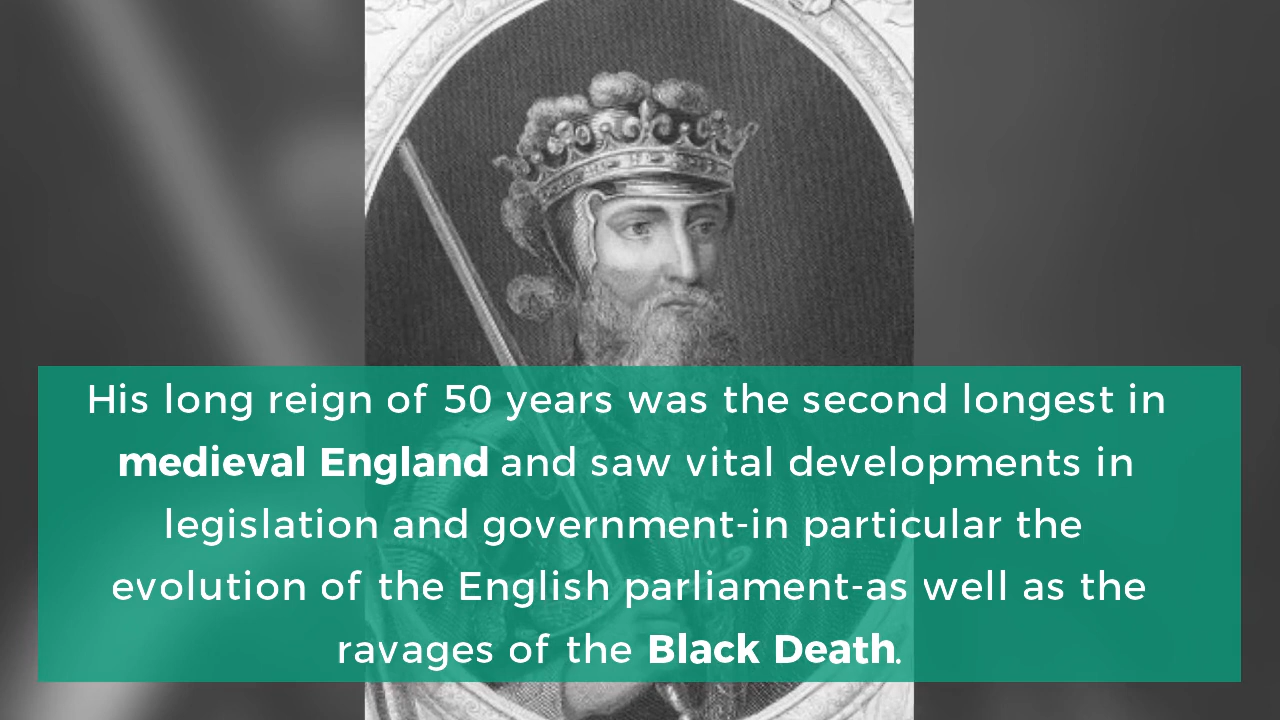 His long reign of 50 years was the second longest in
medieval England and saw vital developments in
legislation and government-in particular the
evolution of the English parliament-as well as the
ravages of the Black Death.